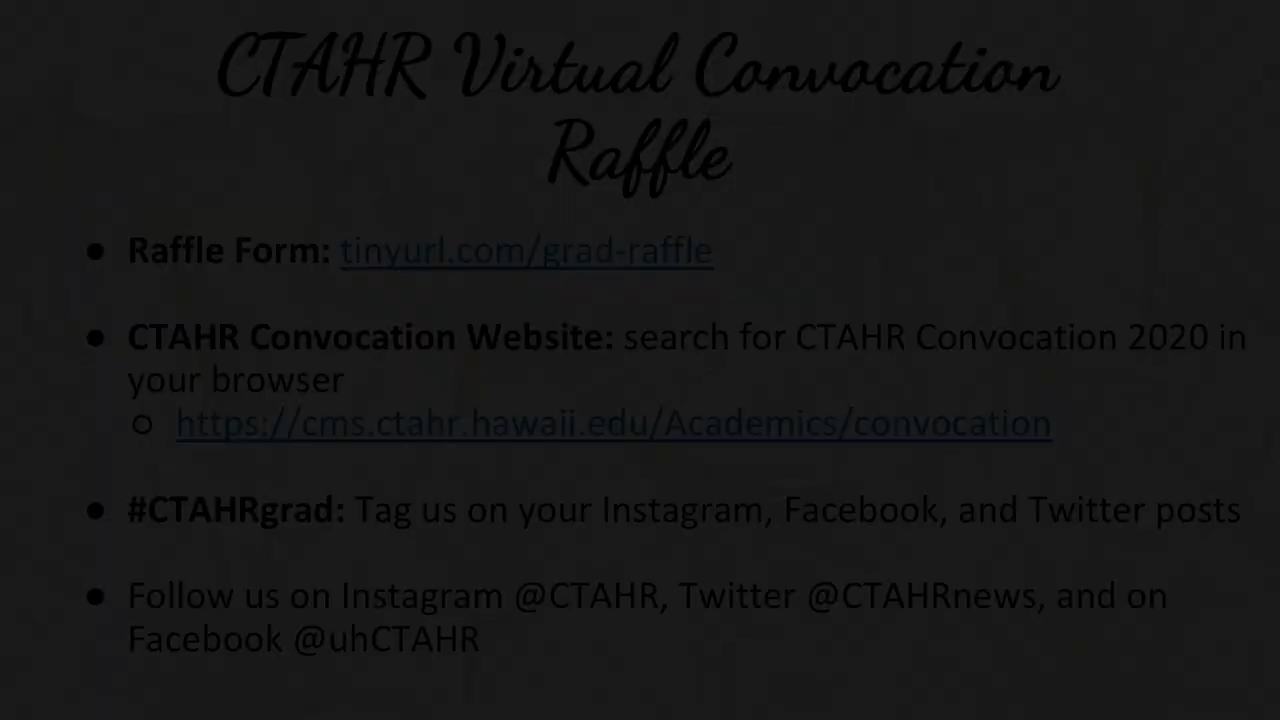 CTAHR Virtual Convocation
Raffle
● Raffle Form: tinyurl.com/grad-raffle
● CTAHR Convocation Website: search for CTAHR Convocation 2020 in
your browser
○ https://cms.ctahr.hawaii.edu/Academics/convocation
● #CTAHRgrad: Tag us on your Instagram, Facebook, and Twitter posts
● Follow us on Instagram @CTAHR, Twitter @CTAHRnews, and on
Facebook @uhCTAHR